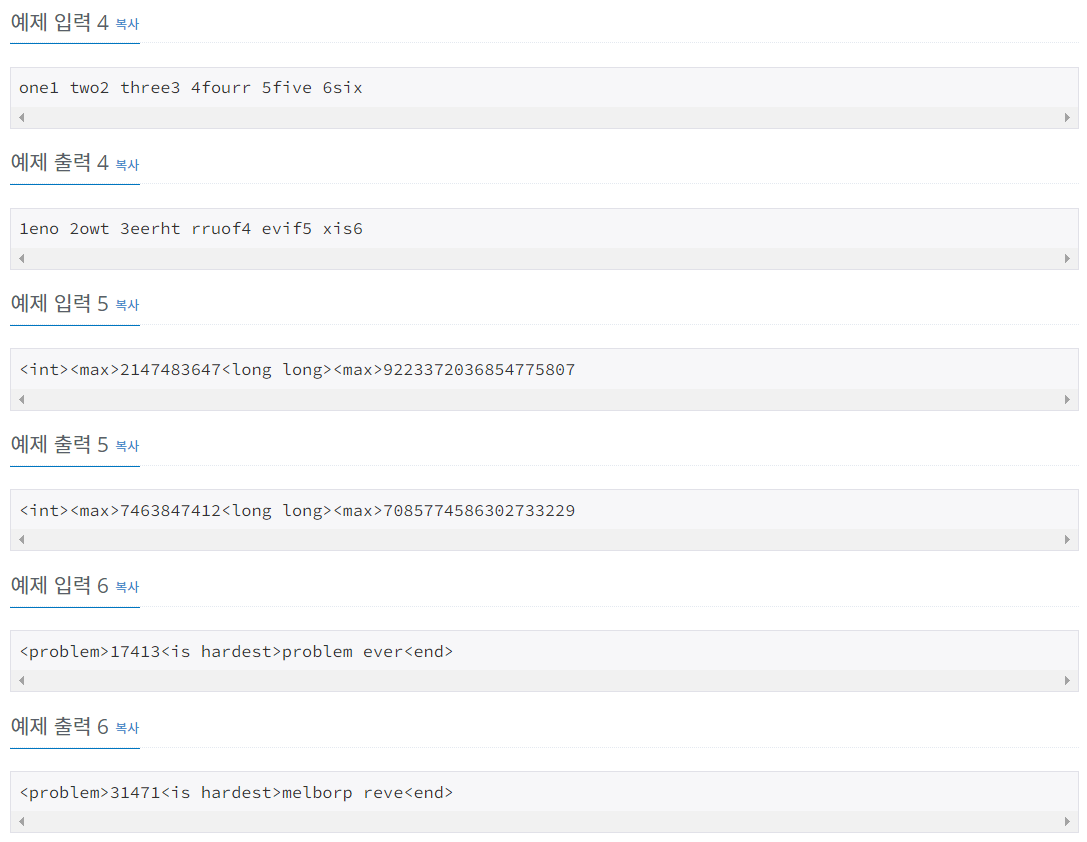 예제 입력 4 복사
one1 two2 three3 4fourr 5five 6six
예제 출력 4 복사
1eno 2owt 3eerht rruof4 evif5 xis6
예제 입력 5 복사
<int><max>2147483647<long long><max>9223372036854775807
예제 출력 5 복사
<int><max>7463847412<long long><max>7085774586302733229
예제 입력 6 복사
<problem>17413<is hardest>problem ever<end>
예제 출력 6 복사
<problem>31471<is hardest>melborp reve<end>